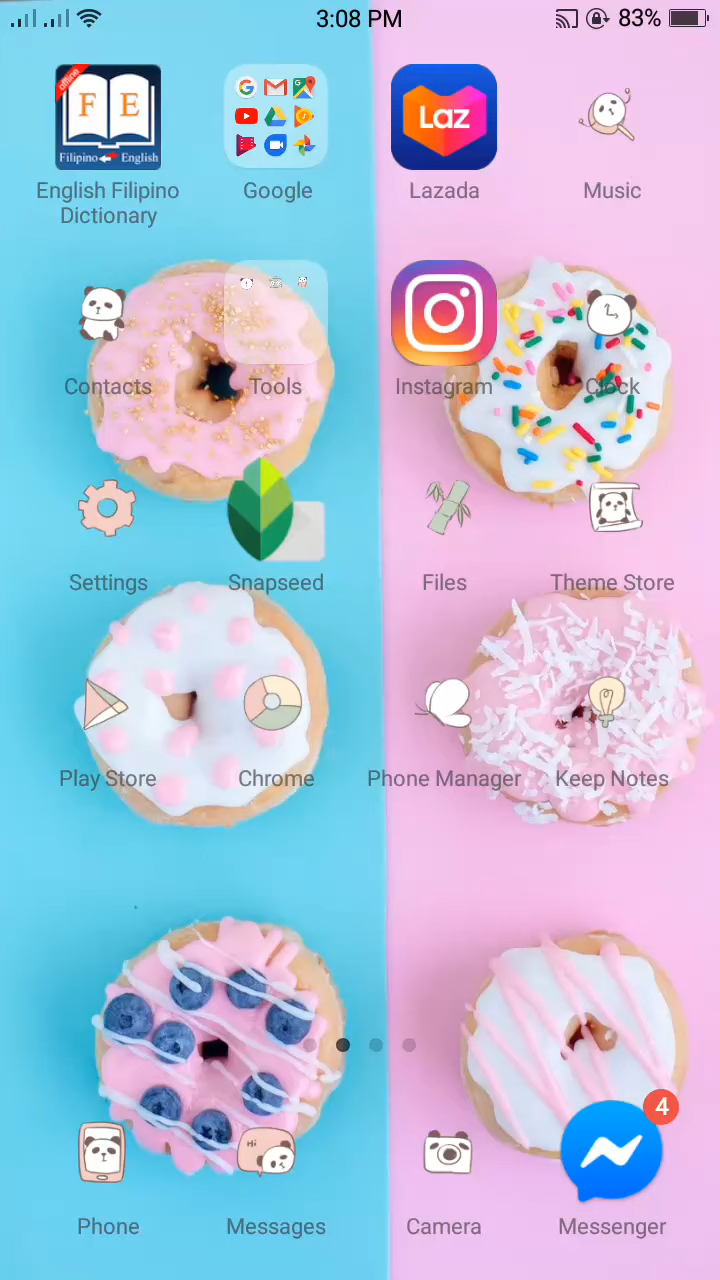 3:08 PM
83%
offline
F E
Filipino English
Laz
English Filipino
Dictionary
Google
Lazada
Music
Contacts
Tools
Instagram
Clock
Settings
Snapseed
Files
Theme Store
Play Store
Chrome
Phone Manager
Keep Notes
4
Hi
Phone
Messages
Camera
Messenger